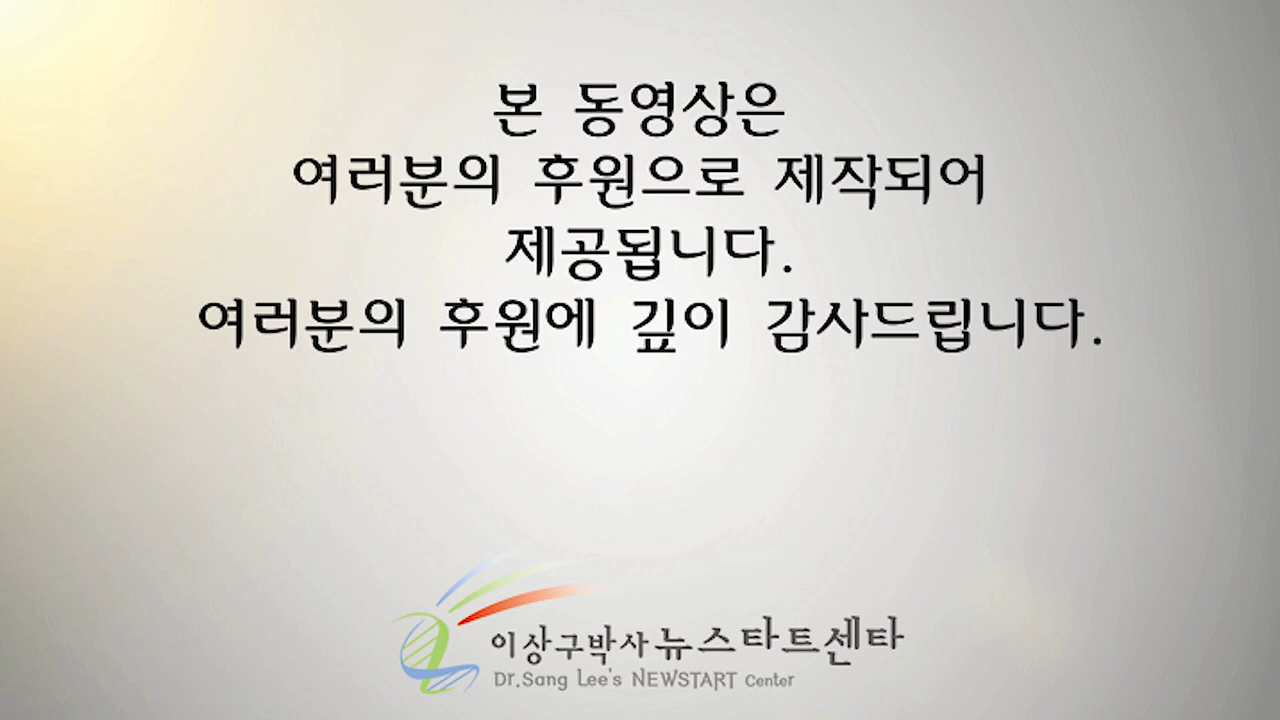 본 동영상은
여러분의 후원으로 제작되어
제공됩니다.
여러분의 후원에 깊이 감사드립니다.
이상구박사 뉴스타트센타
Dr.Sang Lee's NEWSTART Center